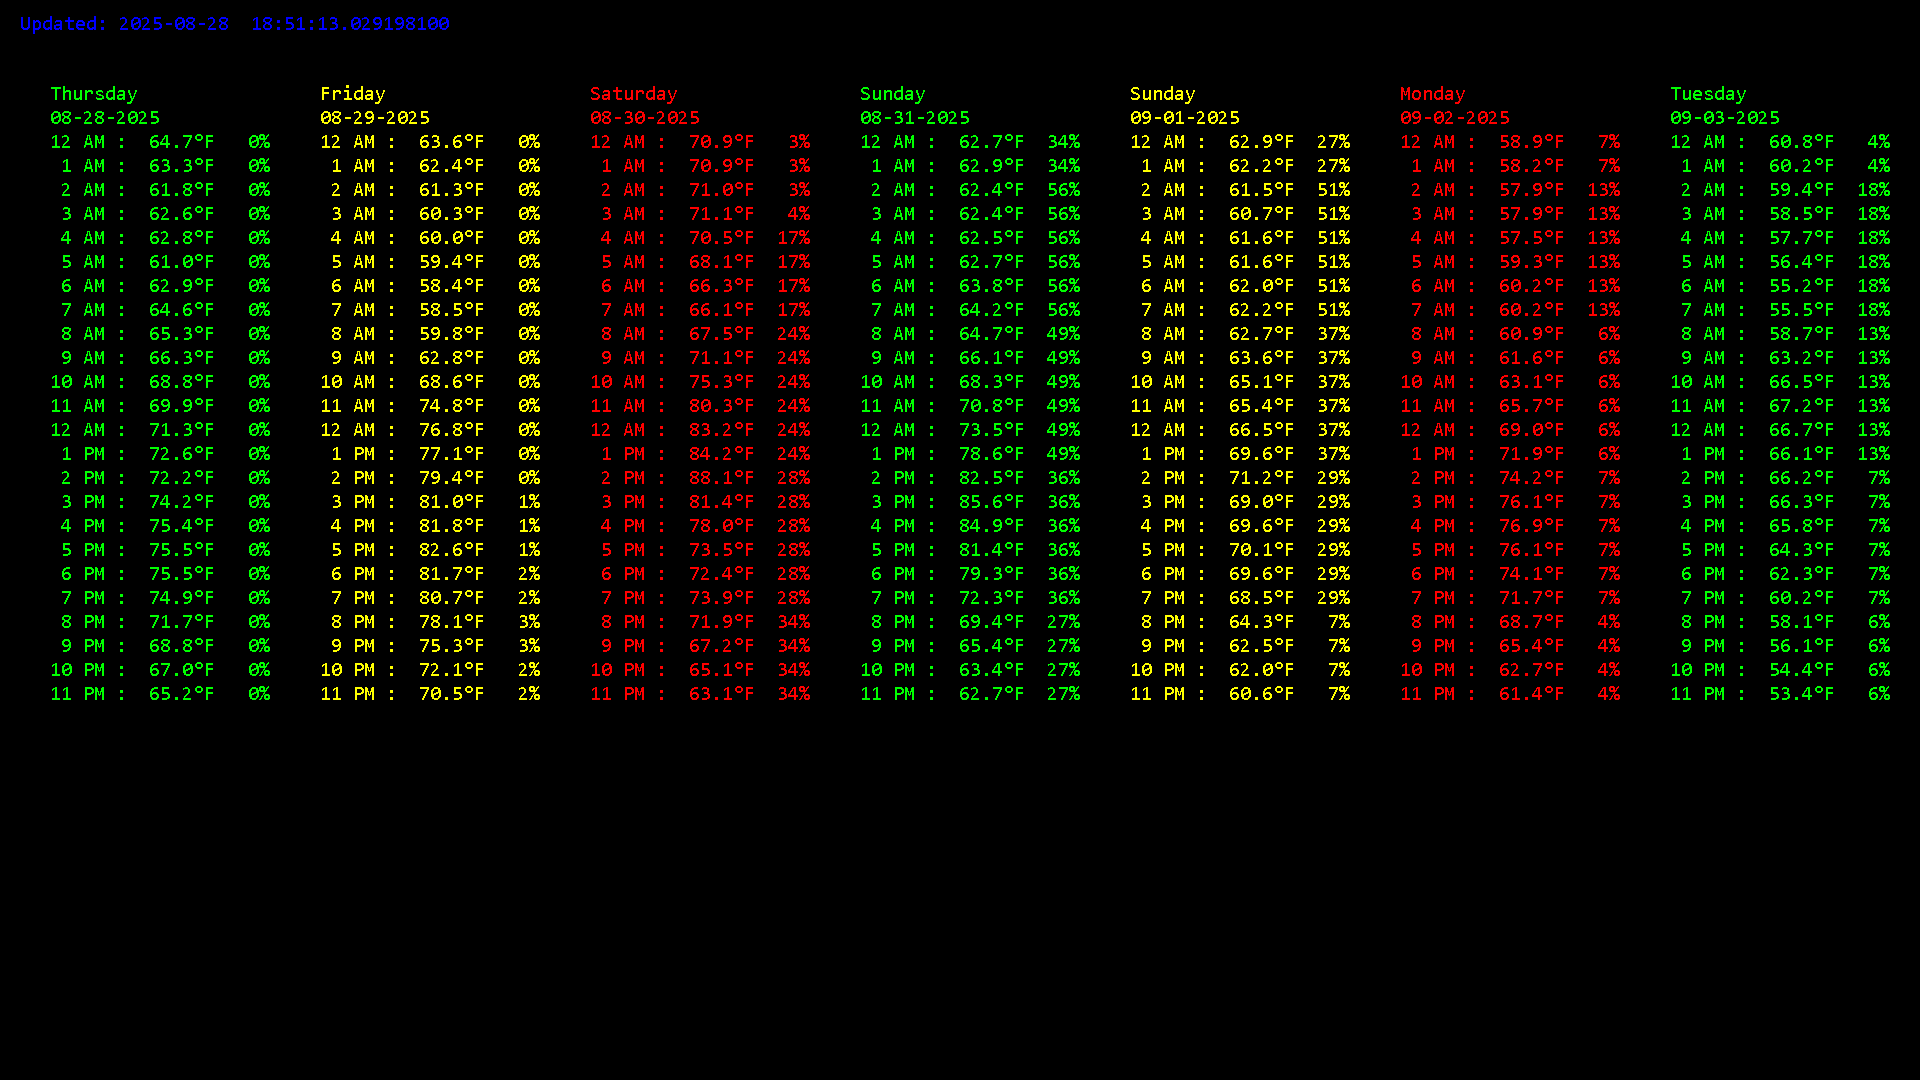 Updated: 2025-08-28  18:51:13.029198100
Thursday Friday Saturday Sunday Sunday Monday Tuesday
08-28-2025 08-29-2025 08-30-2025 08-31-2025 09-01-2025 09-02-2025 09-03-2025
12 AM : 64.7°F 0% 12 AM : 63.6°F 0% 12 AM : 70.9°F 3% 12 AM : 62.7°F 34% 12 AM : 62.9°F 27% 12 AM : 58.9°F 7% 12 AM : 60.8°F 4%
1 AM : 63.3°F 0% 1 AM : 62.4°F 0% 1 AM : 70.9°F 3% 1 AM : 62.9°F 34% 1 AM : 62.2°F 27% 1 AM : 58.2°F 7% 1 AM : 60.2°F 4%
2 AM : 61.8°F 0% 2 AM : 61.3°F 0% 2 AM : 71.0°F 3% 2 AM : 62.4°F 56% 2 AM : 61.5°F 51% 2 AM : 57.9°F 13% 2 AM : 59.4°F 18%
3 AM : 62.6°F 0% 3 AM : 60.3°F 0% 3 AM : 71.1°F 4% 3 AM : 62.4°F 56% 3 AM : 60.7°F 51% 3 AM : 57.9°F 13% 3 AM : 58.5°F 18%
4 AM : 62.8°F 0% 4 AM : 60.0°F 0% 4 AM : 70.5°F 17% 4 AM : 62.5°F 56% 4 AM : 61.6°F 51% 4 AM : 57.5°F 13% 4 AM : 57.7°F 18%
5 AM : 61.0°F 0% 5 AM : 59.4°F 0% 5 AM : 68.1°F 17% 5 AM : 62.7°F 56% 5 AM : 61.6°F 51% 5 AM : 59.3°F 13% 5 AM : 56.4°F 18%
6 AM : 62.9°F 0% 6 AM : 58.4°F 0% 6 AM : 66.3°F 17% 6 AM : 63.8°F 56% 6 AM : 62.0°F 51% 6 AM : 60.2°F 13% 6 AM : 55.2°F 18%
7 AM : 64.6°F 0% 7 AM : 58.5°F 0% 7 AM : 66.1°F 17% 7 AM : 64.2°F 56% 7 AM : 62.2°F 51% 7 AM : 60.2°F 13% 7 AM : 55.5°F 18%
8 AM : 65.3°F 0% 8 AM : 59.8°F 0% 8 AM : 67.5°F 24% 8 AM : 64.7°F 49% 8 AM : 62.7°F 37% 8 AM : 60.9°F 6% 8 AM : 58.7°F 13%
9 AM : 66.3°F 0% 9 AM : 62.8°F 0% 9 AM : 71.1°F 24% 9 AM : 66.1°F 49% 9 AM : 63.6°F 37% 9 AM : 61.6°F 6% 9 AM : 63.2°F 13%
10 AM : 68.8°F 0% 10 AM : 68.6°F 0% 10 AM : 75.3°F 24% 10 AM : 68.3°F 49% 10 AM : 65.1°F 37% 10 AM : 63.1°F 6% 10 AM : 66.5°F 13%
11 AM : 69.9°F 0% 11 AM : 74.8°F 0% 11 AM : 80.3°F 24% 11 AM : 70.8°F 49% 11 AM : 65.4°F 37% 11 AM : 65.7°F 6% 11 AM : 67.2°F 13%
12 AM : 71.3°F 0% 12 AM : 76.8°F 0% 12 AM : 83.2°F 24% 12 AM : 73.5°F 49% 12 AM : 66.5°F 37% 12 AM : 69.0°F 6% 12 AM : 66.7°F 13%
1 PM : 72.6°F 0% 1 PM : 77.1°F 0% 1 PM : 84.2°F 24% 1 PM : 78.6°F 49% 1 PM : 69.6°F 37% 1 PM : 71.9°F 6% 1 PM : 66.1°F 13%
2 PM : 72.2°F 0% 2 PM : 79.4°F 0% 2 PM : 88.1°F 28% 2 PM : 82.5°F 36% 2 PM : 71.2°F 29% 2 PM : 74.2°F 7% 2 PM : 66.2°F 7%
3 PM : 74.2°F 0% 3 PM : 81.0°F 1% 3 PM : 81.4°F 28% 3 PM : 85.6°F 36% 3 PM : 69.0°F 29% 3 PM : 76.1°F 7% 3 PM : 66.3°F 7%
4 PM : 75.4°F 0% 4 PM : 81.8°F 1% 4 PM : 78.0°F 28% 4 PM : 84.9°F 36% 4 PM : 69.6°F 29% 4 PM : 76.9°F 7% 4 PM : 65.8°F 7%
5 PM : 75.5°F 0% 5 PM : 82.6°F 1% 5 PM : 73.5°F 28% 5 PM : 81.4°F 36% 5 PM : 70.1°F 29% 5 PM : 76.1°F 7% 5 PM : 64.3°F 7%
6 PM : 75.5°F 0% 6 PM : 81.7°F 2% 6 PM : 72.4°F 28% 6 PM : 79.3°F 36% 6 PM : 69.6°F 29% 6 PM : 74.1°F 7% 6 PM : 62.3°F 7%
7 PM : 74.9°F 0% 7 PM : 80.7°F 2% 7 PM : 73.9°F 28% 7 PM : 72.3°F 36% 7 PM : 68.5°F 29% 7 PM : 71.7°F 7% 7 PM : 60.2°F 7%
8 PM : 71.7°F 0% 8 PM : 78.1°F 3% 8 PM : 71.9°F 34% 8 PM : 69.4°F 27% 8 PM : 64.3°F 7% 8 PM : 68.7°F 4% 8 PM : 58.1°F 6%
9 PM : 68.8°F 0% 9 PM : 75.3°F 3% 9 PM : 67.2°F 34% 9 PM : 65.4°F 27% 9 PM : 62.5°F 7% 9 PM : 65.4°F 4% 9 PM : 56.1°F 6%
10 PM : 67.0°F 0% 10 PM : 72.1°F 2% 10 PM : 65.1°F 34% 10 PM : 63.4°F 27% 10 PM : 62.0°F 7% 10 PM : 62.7°F 4% 10 PM : 54.4°F 6%
11 PM : 65.2°F 0% 11 PM : 70.5°F 2% 11 PM : 63.1°F 34% 11 PM : 62.7°F 27% 11 PM : 60.6°F 7% 11 PM : 61.4°F 4% 11 PM : 53.4°F 6%